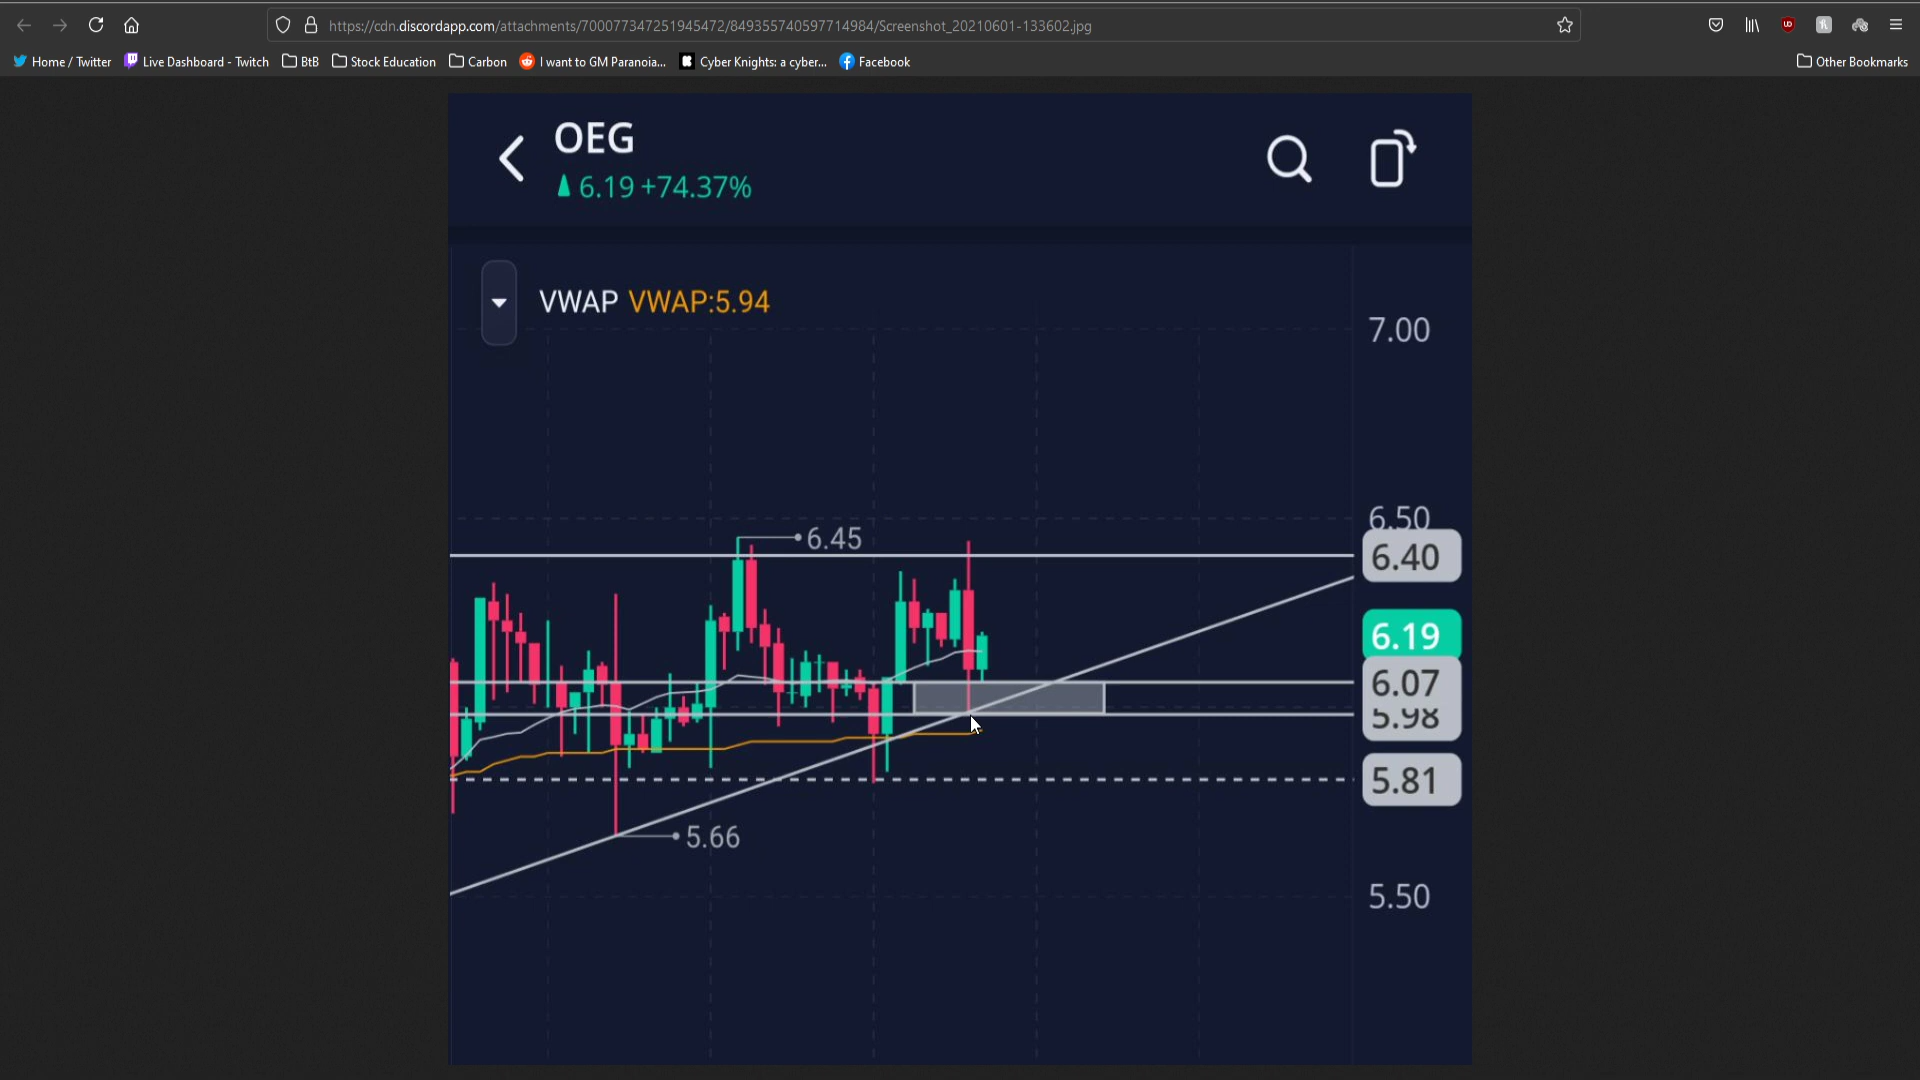 https://cdn.discordapp.com/attachments/700077347251945472/849355740597714984/Screenshot_20210601-133602.jpg
Home / Twitter Live Dashboard - Twitch BtB Stock Education Carbon I want to GM Paranoia... Cyber Knights: a cyber... Facebook Other Bookmarks
OEG
6.19 +74.37%
VWAP VWAP:5.94
7.00
6.50
6.45
6.40
6.19
6.07
5.98
5.81
5.66
5.50